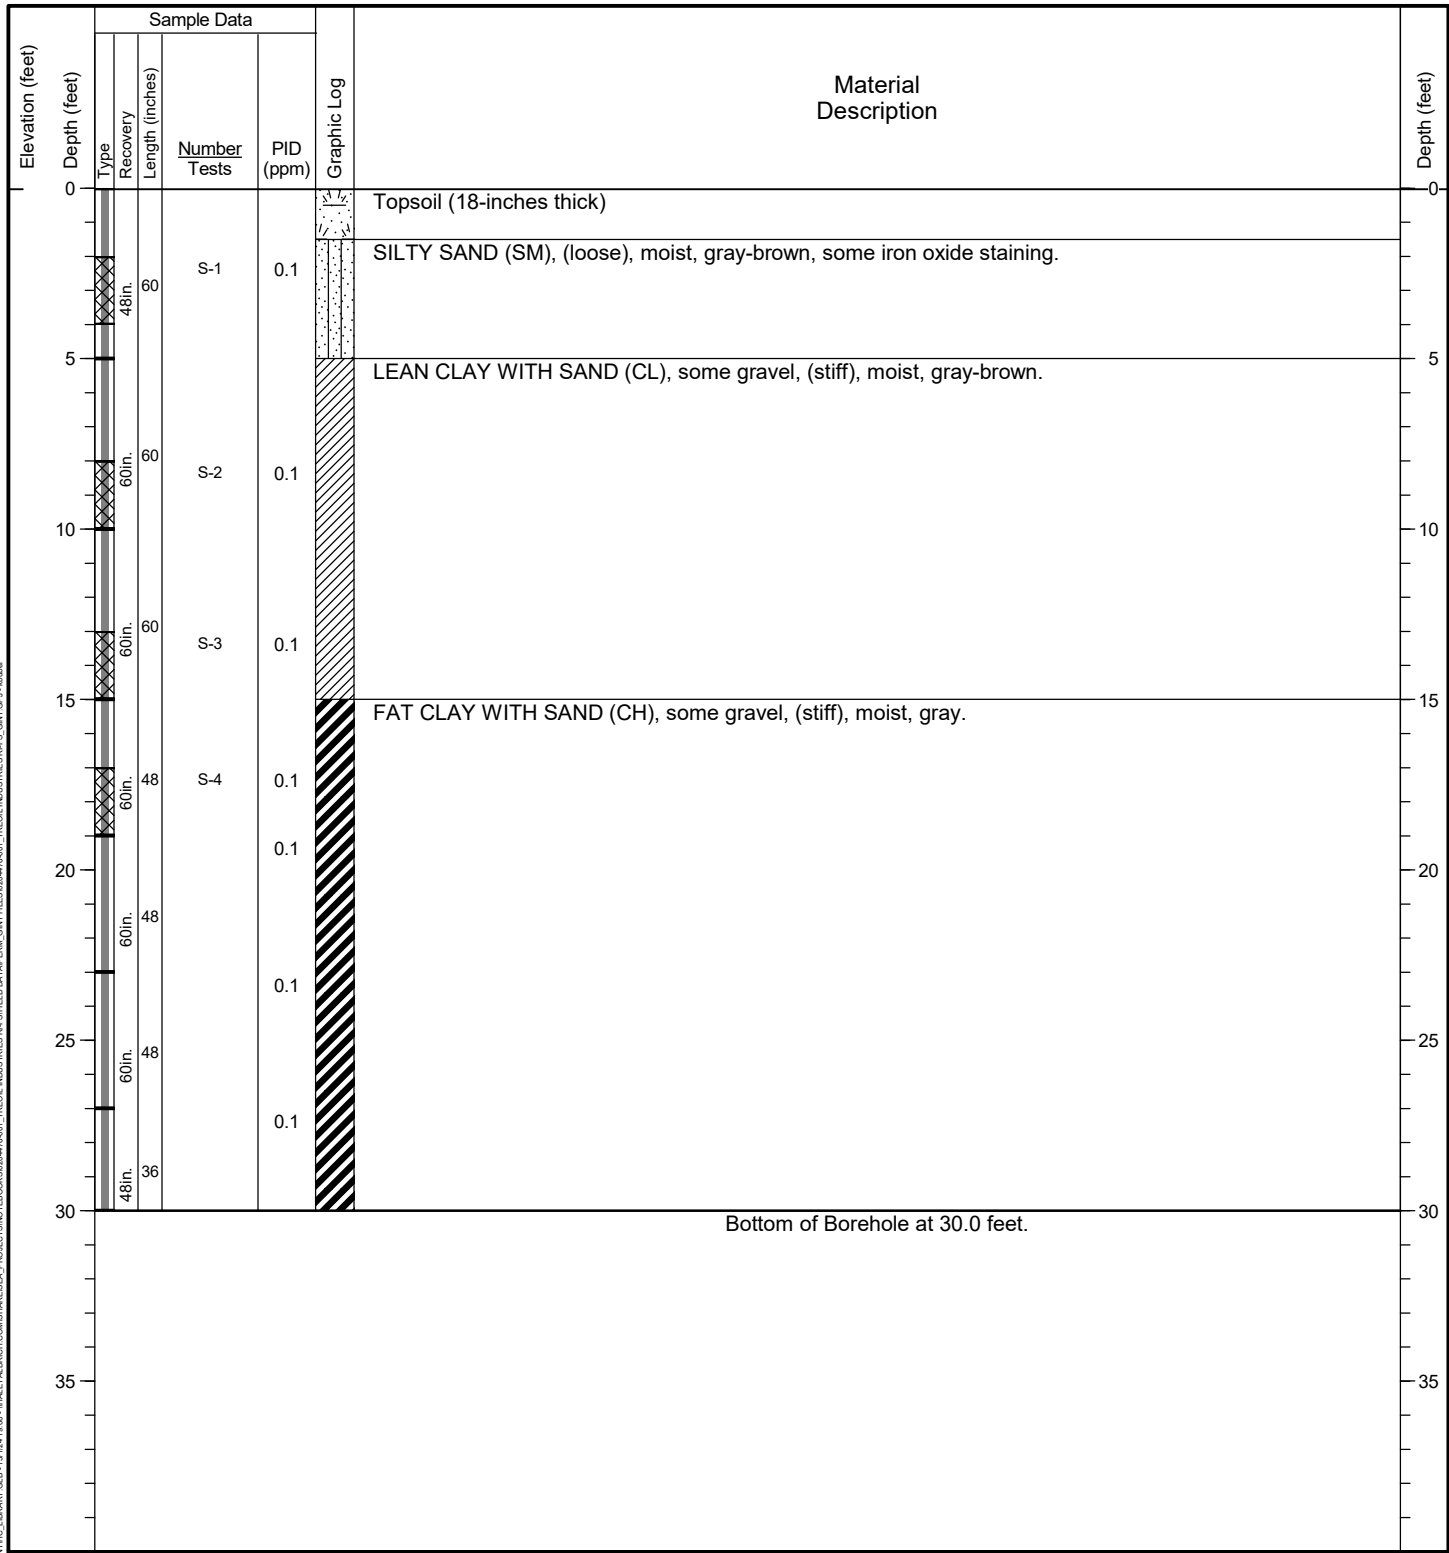 Sample Data
Elevation (feet)
Depth (feet)
Type
Recovery
Length (inches)
Number
Tests
PID
(ppm)
Graphic Log
Material
Description
Depth (feet)
0
0
Topsoil (18-inches thick)
SILTY SAND (SM), (loose), moist, gray-brown, some iron oxide staining.
48in. 60 S-1 0.1
5
5
LEAN CLAY WITH SAND (CL), some gravel, (stiff), moist, gray-brown.
60in. 60 S-2 0.1
10
10
60in. 60 S-3 0.1
15
15
FAT CLAY WITH SAND (CH), some gravel, (stiff), moist, gray.
60in. 48 S-4 0.1
0.1
20
20
60in. 48
0.1
25
25
60in. 48
0.1
48in. 36
30
30
Bottom of Borehole at 30.0 feet.
35
35